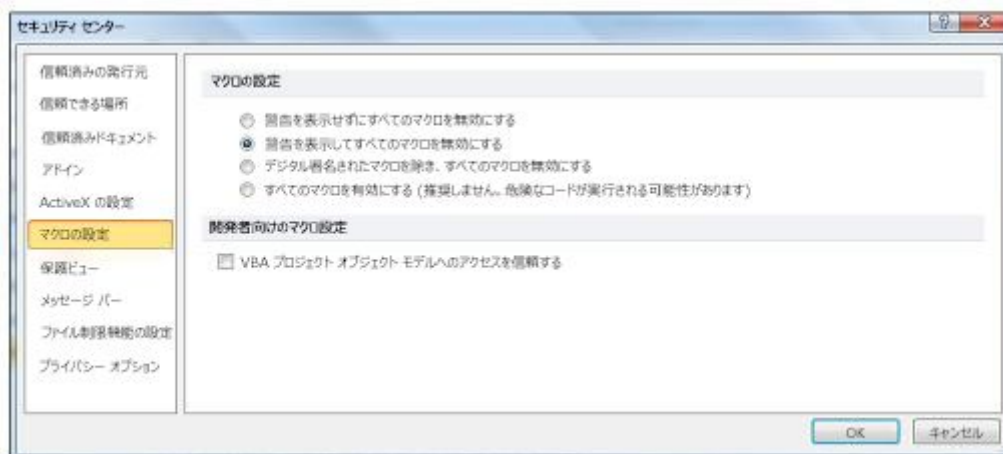 セキュリティ センター
信頼済みの発行元
信頼できる場所
信頼済みドキュメント
アドイン
ActiveX の設定
マクロの設定
保護ビュー
メッセージ バー
ファイル制限機能の設定
プライバシー オプション
マクロの設定
警告を表示せずにすべてのマクロを無効にする
警告を表示してすべてのマクロを無効にする
デジタル署名されたマクロを除き、すべてのマクロを無効にする
すべてのマクロを有効にする (推奨しません。危険なコードが実行される可能性があります)
開発者向けのマクロ設定
VBA プロジェクト オブジェクト モデルへのアクセスを信頼する
OK
キャンセル